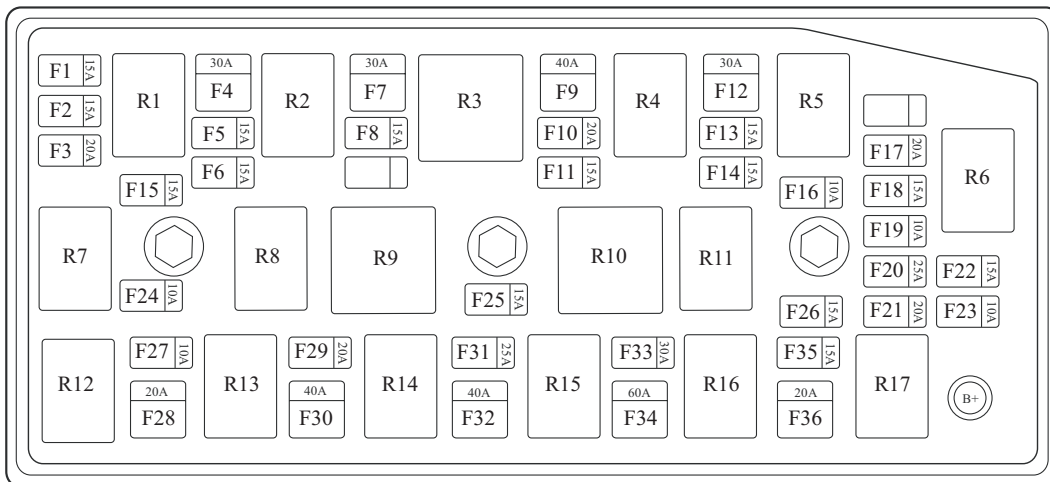 F1 15A
F2 15A
F3 20A
R1
30A
F4
F5 15A
F6 15A
R2
30A
F7
F8 15A
R3
40A
F9
F10 20A
F11 15A
R4
30A
F12
F13 15A
F14 15A
R5
F15 15A
F16 10A
F17 20A
F18 15A
F19 10A
F20 25A
F21 20A
R6
F22 15A
F23 10A
R7
F24 10A
R8
R9
F25 15A
R10
R11
F26 15A
R12
F27 10A
20A
F28
R13
F29 20A
40A
F30
R14
F31 25A
40A
F32
R15
F33 30A
60A
F34
R16
F35 15A
20A
F36
R17
B+